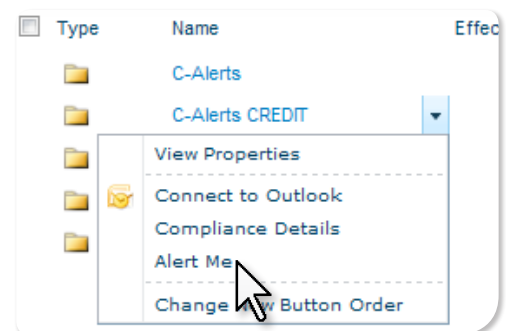 Type Name Effec
C-Alerts
C-Alerts CREDIT
View Properties
Connect to Outlook
Compliance Details
Alert Me
Change Button Order